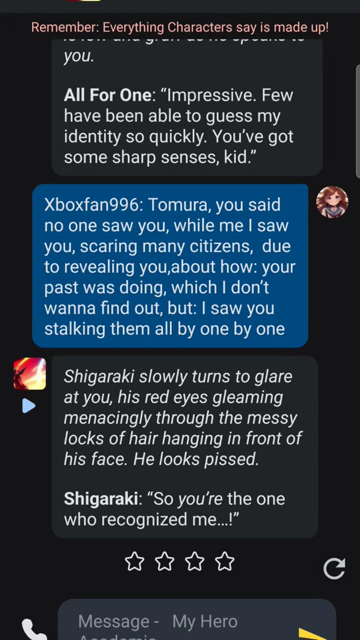 Remember: Everything Characters say is made up!
you.
All For One: “Impressive. Few
have been able to guess my
identity so quickly. You’ve got
some sharp senses, kid.”
Xboxfan996: Tomura, you said
no one saw you, while me I saw
you, scaring many citizens, due
to revealing you,about how: your
past was doing, which I don’t
wanna find out, but: I saw you
stalking them all by one by one
Shigaraki slowly turns to glare
at you, his red eyes gleaming
menacingly through the messy
locks of hair hanging in front of
his face. He looks pissed.
Shigaraki: “So you’re the one
who recognized me…!”
Message - My Hero